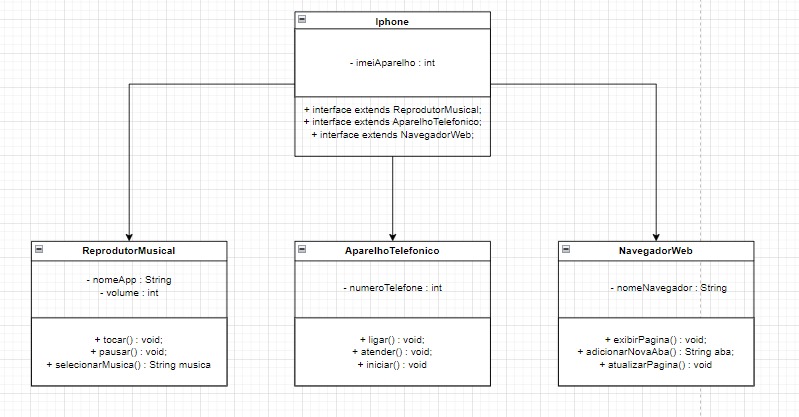 Iphone
- imeiAparelho : int
+ interface extends ReprodutorMusical;
+ interface extends AparelhoTelefonico;
+ interface extends NavegadorWeb;
ReprodutorMusical
- nomeApp : String
- volume : int
+ tocar() : void;
+ pausar() : void;
+ selecionarMusica() : String musica
AparelhoTelefonico
- numeroTelefone : int
+ ligar() : void;
+ atender() : void;
+ iniciar() : void
NavegadorWeb
- nomeNavegador : String
+ exibirPagina() : void;
+ adicionarNovaAba() : String aba;
+ atualizarPagina() : void